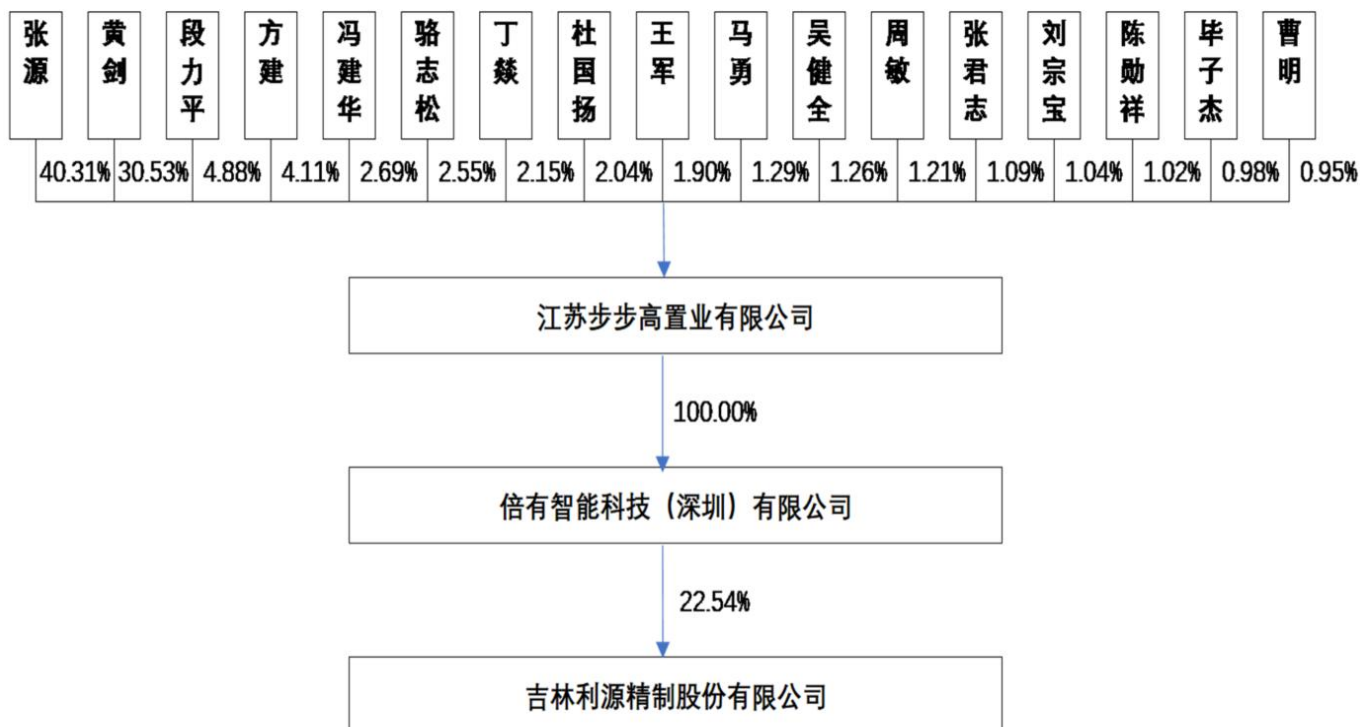 张源
黄剑
段力平
方建
冯建华
骆志松
丁燚
杜国扬
王军
马勇
吴健全
周敏
张君志
刘宗宝
陈勋祥
毕子杰
曹明
40.31%
30.53%
4.88%
4.11%
2.69%
2.55%
2.15%
2.04%
1.90%
1.29%
1.26%
1.21%
1.09%
1.04%
1.02%
0.98%
0.95%
江苏步步高置业有限公司
100.00%
倍有智能科技（深圳）有限公司
22.54%
吉林利源精制股份有限公司